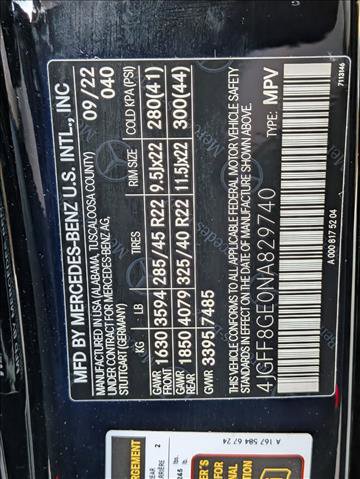 MFD BY MERCEDES-BENZ U.S. INTL., INC
MANUFACTURED IN USA (ALABAMA, TUSCALOOSA COUNTY) 09/22
UNDER CONTRACT FOR MERCEDES-BENZ AG, 040
STUTTGART (GERMANY)
KG LB TIRES RIM SIZE COLD KPA(PSI)
GAWR FRONT 1630 3594 285/45 R22 9.5Jx22 280(41)
GAWR REAR 1850 4079 325/40 R22 11.5Jx22 300(44)
GVWR 3395 7485
THIS VEHICLE CONFORMS TO ALL APPLICABLE FEDERAL MOTOR VEHICLE SAFETY
STANDARDS IN EFFECT ON THE DATE OF MANUFACTURE SHOWN ABOVE.
4JGFF8GE0NA829740 TYPE: MPV
A 000 817 52 04
7113146
A 167 584 67 24